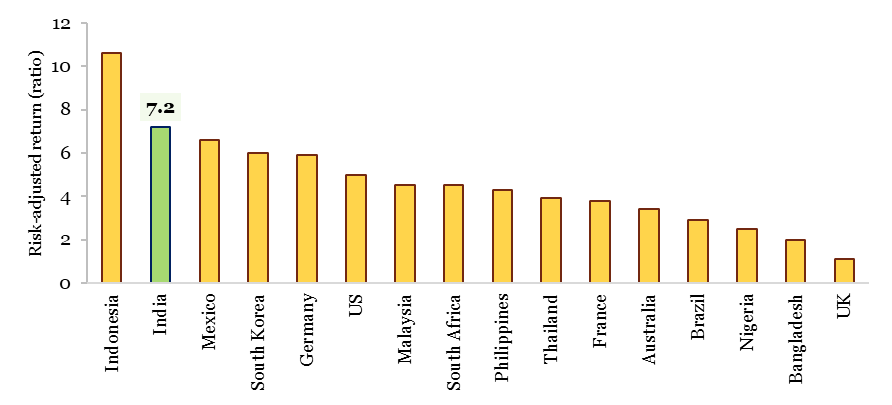 12
10
8
6
4
2
0
Risk-adjusted return (ratio)
7.2
Indonesia
India
Mexico
South Korea
Germany
US
Malaysia
South Africa
Philippines
Thailand
France
Australia
Brazil
Nigeria
Bangladesh
UK